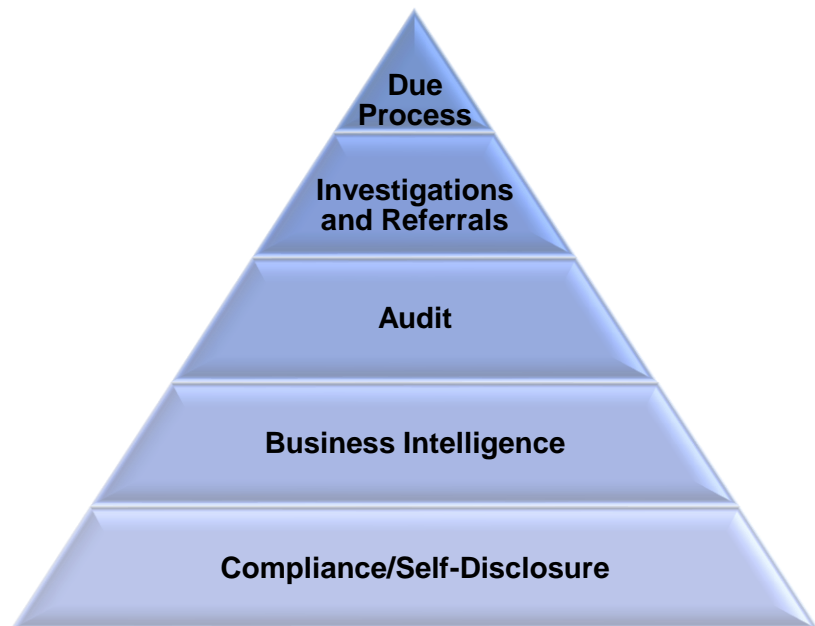 Due
Process
Investigations
and Referrals
Audit
Business Intelligence
Compliance/Self-Disclosure